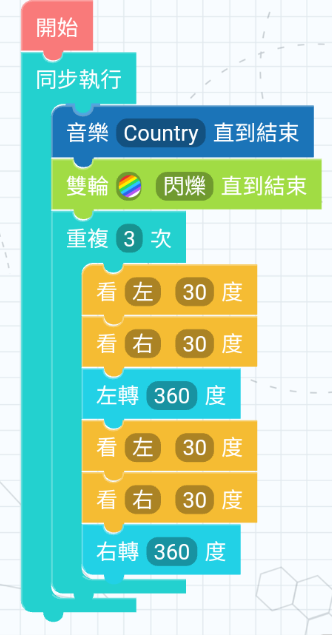 開始
同步執行
音樂 Country 直到結束
雙輪 閃爍 直到結束
重複 3 次
看 左 30 度
看 右 30 度
左轉 360 度
看 左 30 度
看 右 30 度
右轉 360 度